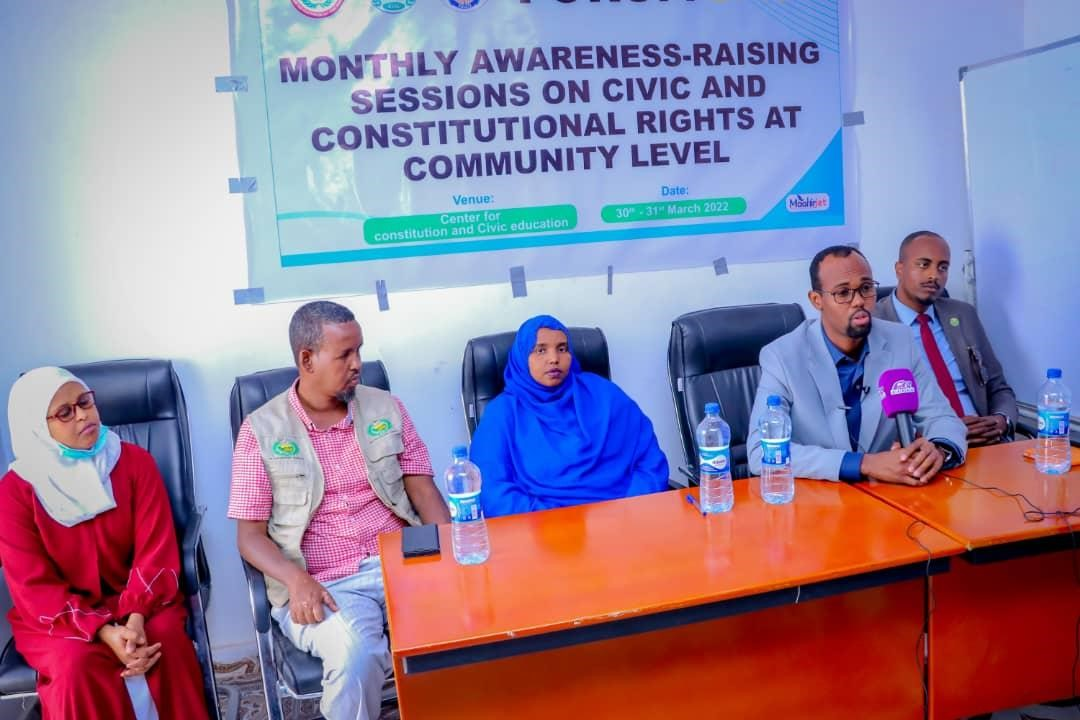 MONTHLY AWARENESS-RAISING
SESSIONS ON CIVIC AND
CONSTITUTIONAL RIGHTS AT
COMMUNITY LEVEL
Venue:
Center for
constitution and Civic education
Date:
30th - 31st March 2022
Maahirjet